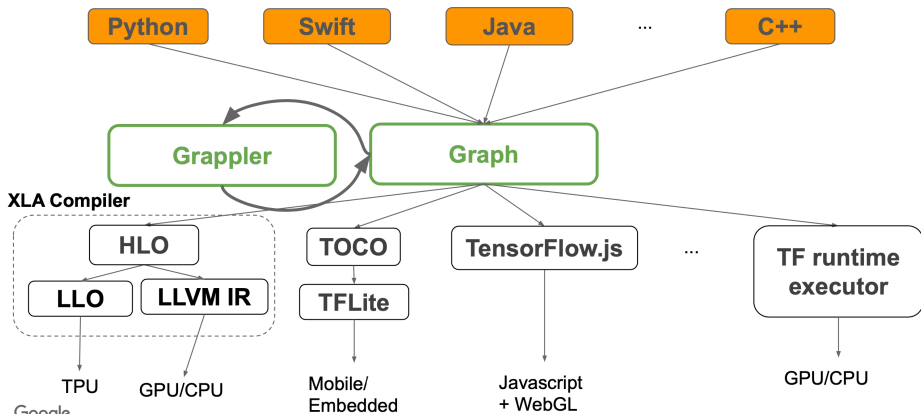 Python
Swift
Java
...
C++
Grappler
Graph
XLA Compiler
HLO
LLO
LLVM IR
TOCO
TFLite
TensorFlow.js
...
TF runtime
executor
TPU
GPU/CPU
Mobile/
Embedded
Javascript
+ WebGL
GPU/CPU
Google